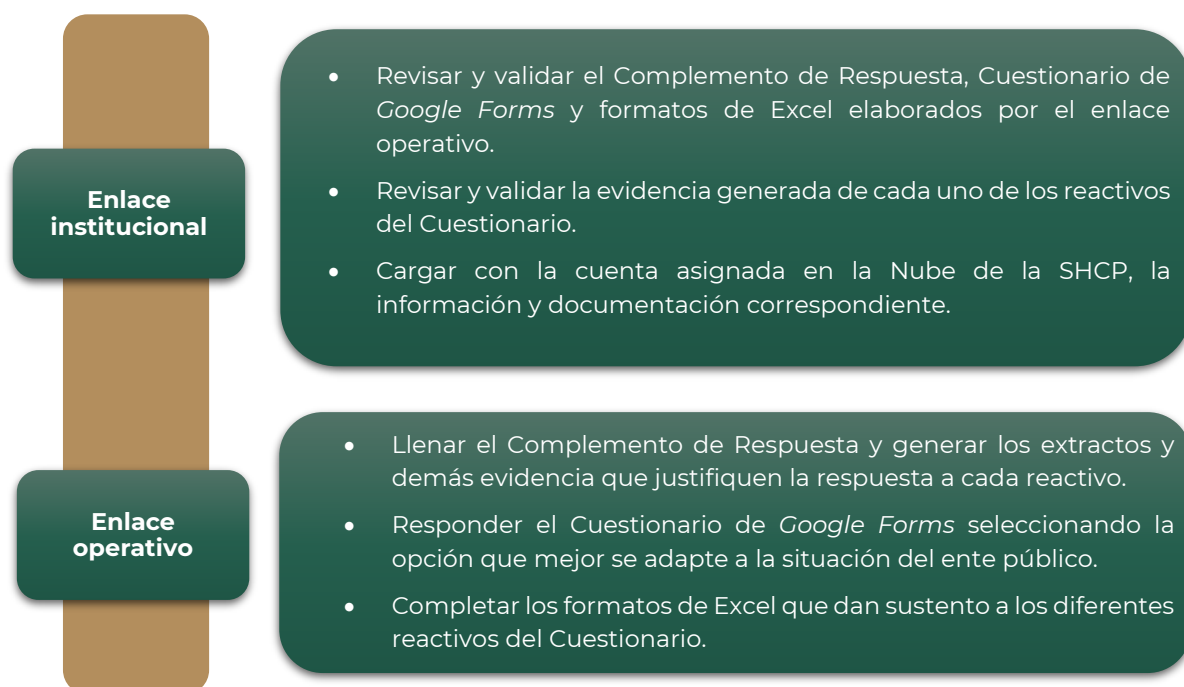 Enlace
institucional
• Revisar y validar el Complemento de Respuesta, Cuestionario de
Google Forms y formatos de Excel elaborados por el enlace
operativo.
• Revisar y validar la evidencia generada de cada uno de los reactivos
del Cuestionario.
• Cargar con la cuenta asignada en la Nube de la SHCP, la
información y documentación correspondiente.
Enlace
operativo
• Llenar el Complemento de Respuesta y generar los extractos y
demás evidencia que justifiquen la respuesta a cada reactivo.
• Responder el Cuestionario de Google Forms seleccionando la
opción que mejor se adapte a la situación del ente público.
• Completar los formatos de Excel que dan sustento a los diferentes
reactivos del Cuestionario.